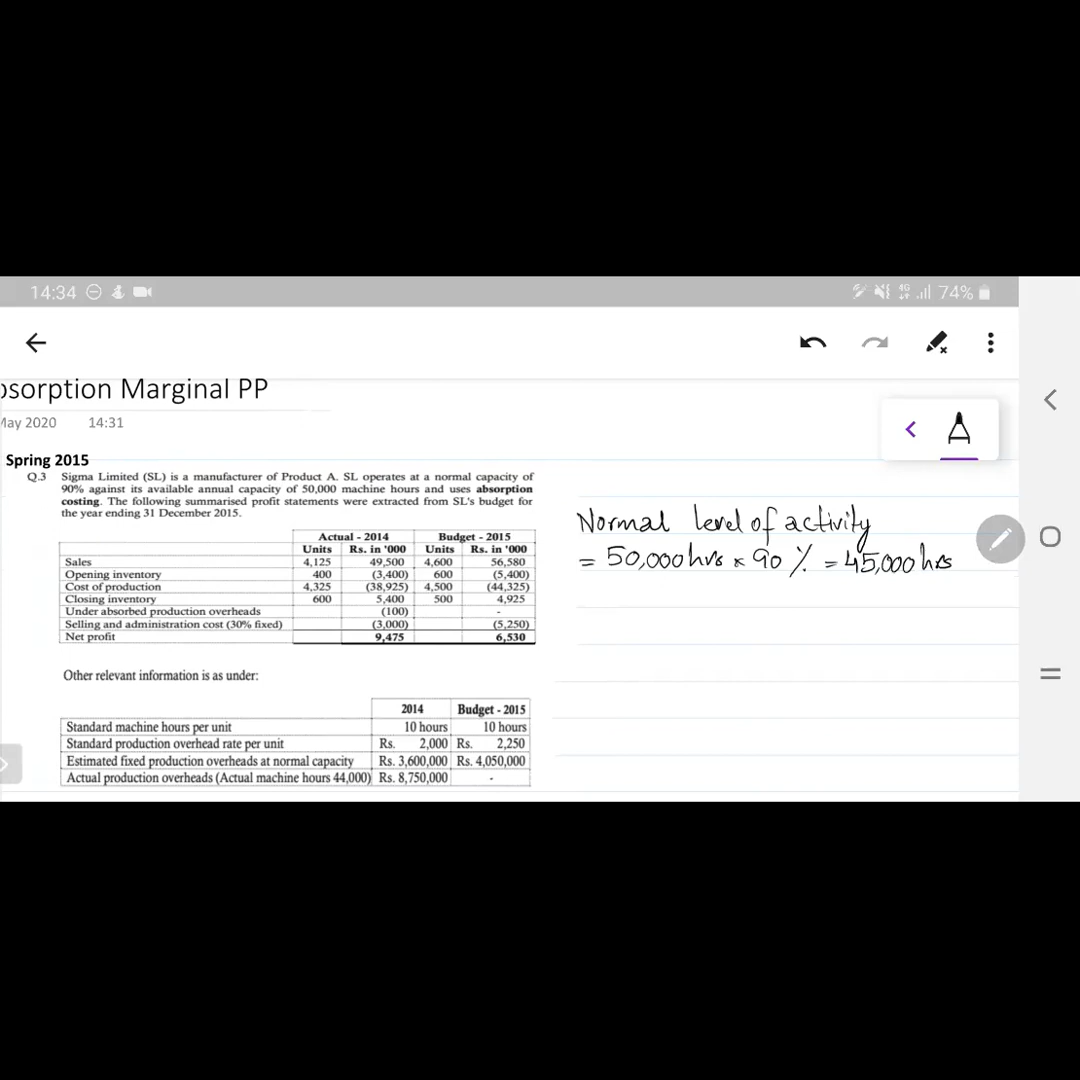 14:34 74%
bsorption Marginal PP
May 2020 14:31
Spring 2015
Q.3 Sigma Limited (SL) is a manufacturer of Product A. SL operates at a normal capacity of
90% against its available annual capacity of 50,000 machine hours and uses absorption
costing. The following summarised profit statements were extracted from SL's budget for
the year ending 31 December 2015.
Actual - 2014 Budget - 2015
Units Rs. in '000 Units Rs. in '000
Sales 4,125 49,500 4,600 56,580
Opening inventory 400 (3,400) 600 (5,400)
Cost of production 4,325 (38,925) 4,500 (44,325)
Closing inventory 600 5,400 500 4,925
Under absorbed production overheads (100) -
Selling and administration cost (30% fixed) (3,000) (5,250)
Net profit 9,475 6,530
Other relevant information is as under:
2014 Budget - 2015
Standard machine hours per unit 10 hours 10 hours
Standard production overhead rate per unit Rs. 2,000 Rs. 2,250
Estimated fixed production overheads at normal capacity Rs. 3,600,000 Rs. 4,050,000
Actual production overheads (Actual machine hours 44,000) Rs. 8,750,000 -
Normal level of activity
= 50,000 hrs × 90 % = 45,000 hrs